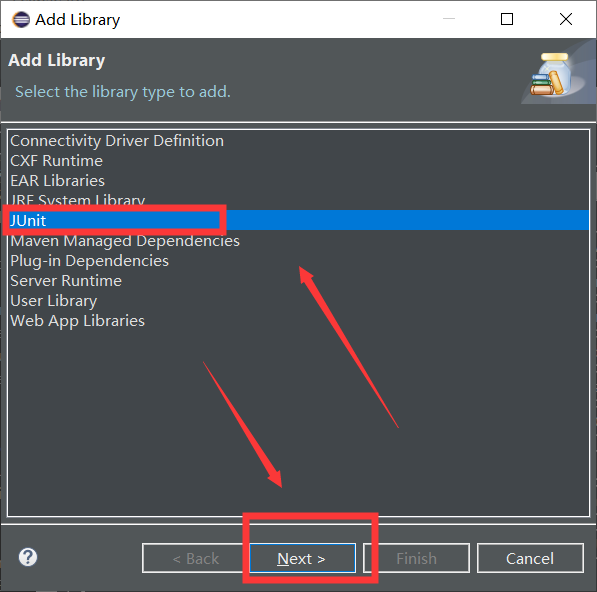 Add Library
Add Library
Select the library type to add.
Connectivity Driver Definition
CXF Runtime
EAR Libraries
JRE System Library
JUnit
Maven Managed Dependencies
Plug-in Dependencies
Server Runtime
User Library
Web App Libraries
? < Back Next > Finish Cancel